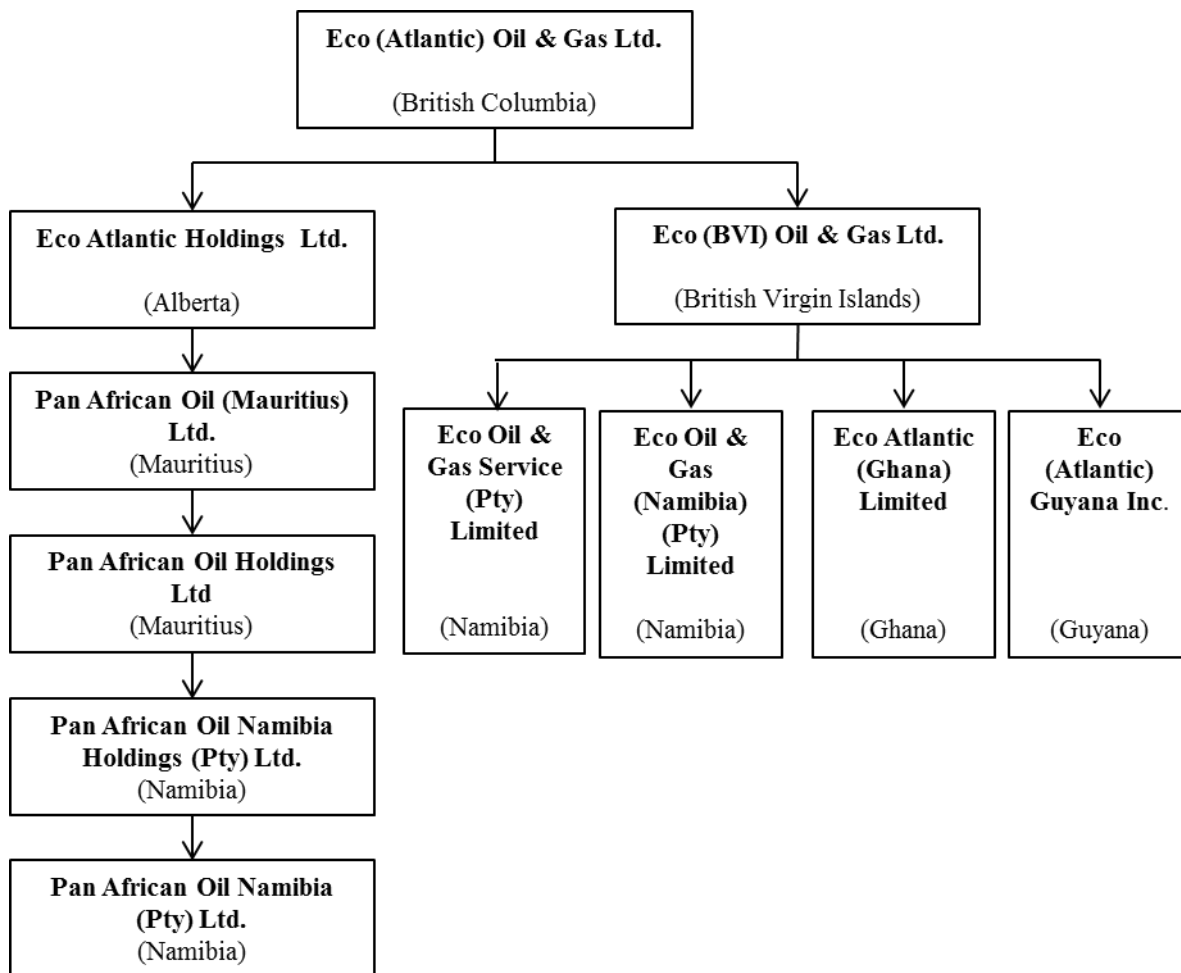 Eco (Atlantic) Oil & Gas Ltd.
(British Columbia)
Eco Atlantic Holdings Ltd.
(Alberta)
Eco (BVI) Oil & Gas Ltd.
(British Virgin Islands)
Pan African Oil (Mauritius)
Ltd.
(Mauritius)
Pan African Oil Holdings
Ltd
(Mauritius)
Pan African Oil Namibia
Holdings (Pty) Ltd.
(Namibia)
Pan African Oil Namibia
(Pty) Ltd.
(Namibia)
Eco Oil &
Gas Service
(Pty)
Limited
(Namibia)
Eco Oil &
Gas
(Namibia)
(Pty)
Limited
(Namibia)
Eco Atlantic
(Ghana)
Limited
(Ghana)
Eco
(Atlantic)
Guyana Inc.
(Guyana)